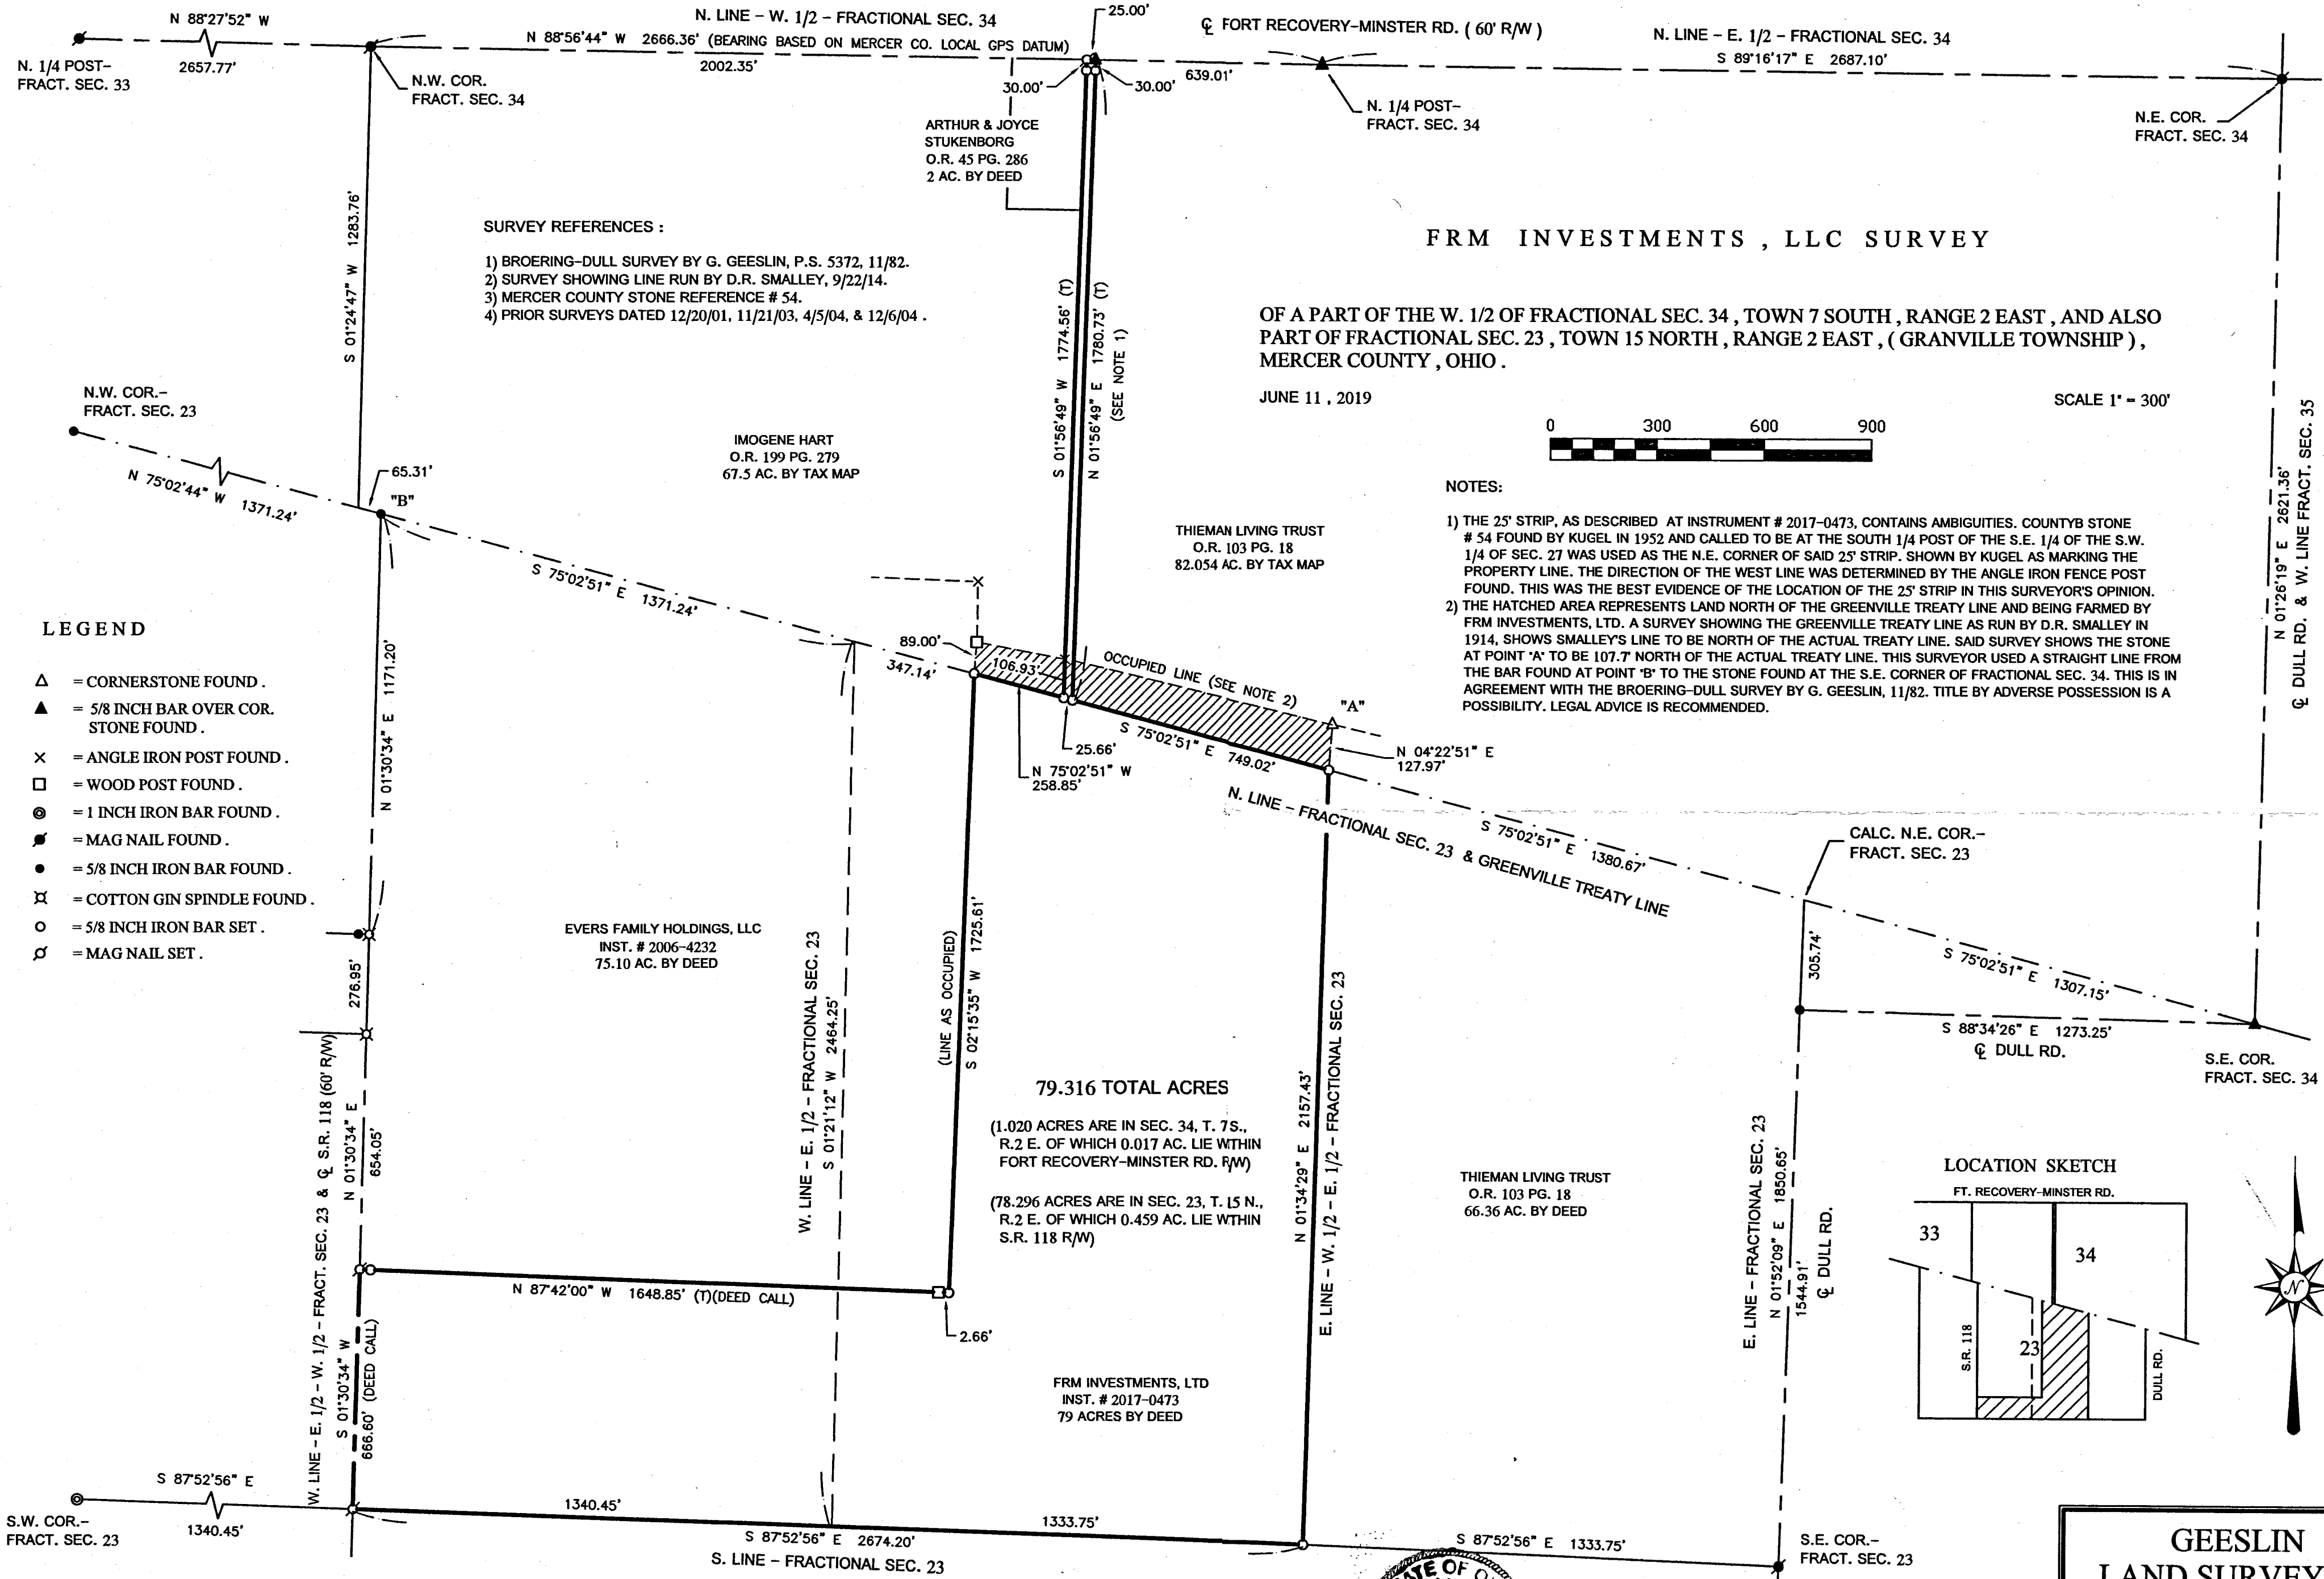 N 88°27'52" W
2657.77'
N. 1/4 POST-
FRACT. SEC. 33
N. LINE - W. 1/2 - FRACTIONAL SEC. 34
N 88°56'44" W 2666.36' (BEARING BASED ON MERCER CO. LOCAL GPS DATUM)
2002.35'
25.00'
℄ FORT RECOVERY-MINSTER RD. ( 60' R/W )
N. LINE - E. 1/2 - FRACTIONAL SEC. 34
S 89°16'17" E 2687.10'
N.W. COR.
FRACT. SEC. 34
30.00'
30.00'
639.01'
N. 1/4 POST-
FRACT. SEC. 34
N.E. COR.
FRACT. SEC. 34
ARTHUR & JOYCE
STUKENBORG
O.R. 45 PG. 286
2 AC. BY DEED
S 01°24'47" W 1283.76'
SURVEY REFERENCES :
1) BROERING-DULL SURVEY BY G. GEESLIN, P.S. 5372, 11/82.
2) SURVEY SHOWING LINE RUN BY D.R. SMALLEY, 9/22/14.
3) MERCER COUNTY STONE REFERENCE # 54.
4) PRIOR SURVEYS DATED 12/20/01, 11/21/03, 4/5/04, & 12/6/04 .
S 01°56'49" W 1774.56' (T)
N 01°56'49" E 1780.73' (T)
(SEE NOTE 1)
FRM INVESTMENTS , LLC SURVEY
OF A PART OF THE W. 1/2 OF FRACTIONAL SEC. 34 , TOWN 7 SOUTH , RANGE 2 EAST , AND ALSO
PART OF FRACTIONAL SEC. 23 , TOWN 15 NORTH , RANGE 2 EAST , ( GRANVILLE TOWNSHIP ) ,
MERCER COUNTY , OHIO .
JUNE 11 , 2019
SCALE 1" = 300'
0 300 600 900
N 01°26'19" E 2621.36'
℄ DULL RD. & W. LINE FRACT. SEC. 35
N.W. COR.-
FRACT. SEC. 23
N 75°02'44" W 1371.24'
65.31'
"B"
IMOGENE HART
O.R. 199 PG. 279
67.5 AC. BY TAX MAP
THIEMAN LIVING TRUST
O.R. 103 PG. 18
82.054 AC. BY TAX MAP
NOTES:
1) THE 25' STRIP, AS DESCRIBED AT INSTRUMENT # 2017-0473, CONTAINS AMBIGUITIES. COUNTYB STONE
# 54 FOUND BY KUGEL IN 1952 AND CALLED TO BE AT THE SOUTH 1/4 POST OF THE S.E. 1/4 OF THE S.W.
1/4 OF SEC. 27 WAS USED AS THE N.E. CORNER OF SAID 25' STRIP. SHOWN BY KUGEL AS MARKING THE
PROPERTY LINE. THE DIRECTION OF THE WEST LINE WAS DETERMINED BY THE ANGLE IRON FENCE POST
FOUND. THIS WAS THE BEST EVIDENCE OF THE LOCATION OF THE 25' STRIP IN THIS SURVEYOR'S OPINION.
2) THE HATCHED AREA REPRESENTS LAND NORTH OF THE GREENVILLE TREATY LINE AND BEING FARMED BY
FRM INVESTMENTS, LTD. A SURVEY SHOWING THE GREENVILLE TREATY LINE AS RUN BY D.R. SMALLEY IN
1914, SHOWS SMALLEY'S LINE TO BE NORTH OF THE ACTUAL TREATY LINE. SAID SURVEY SHOWS THE STONE
AT POINT "A" TO BE 107.7' NORTH OF THE ACTUAL TREATY LINE. THIS SURVEYOR USED A STRAIGHT LINE FROM
THE BAR FOUND AT POINT "B" TO THE STONE FOUND AT THE S.E. CORNER OF FRACTIONAL SEC. 34. THIS IS IN
AGREEMENT WITH THE BROERING-DULL SURVEY BY G. GEESLIN, 11/82. TITLE BY ADVERSE POSSESSION IS A
POSSIBILITY. LEGAL ADVICE IS RECOMMENDED.
S 75°02'51" E 1371.24'
N 01°30'34" E 1171.20'
LEGEND
= CORNERSTONE FOUND .
= 5/8 INCH BAR OVER COR.
STONE FOUND .
= ANGLE IRON POST FOUND .
= WOOD POST FOUND .
= 1 INCH IRON BAR FOUND .
= MAG NAIL FOUND .
= 5/8 INCH IRON BAR FOUND .
= COTTON GIN SPINDLE FOUND .
= 5/8 INCH IRON BAR SET .
= MAG NAIL SET .
89.00'
347.14'
106.93'
OCCUPIED LINE (SEE NOTE 2)
"A"
25.66'
N 75°02'51" W
258.85'
S 75°02'51" E 749.02'
N 04°22'51" E
127.97'
N. LINE - FRACTIONAL SEC. 23 & GREENVILLE TREATY LINE
S 75°02'51" E 1380.67'
CALC. N.E. COR.-
FRACT. SEC. 23
305.74'
S 75°02'51" E 1307.15'
S 88°34'26" E 1273.25'
℄ DULL RD.
S.E. COR.
FRACT. SEC. 34
276.95'
EVERS FAMILY HOLDINGS, LLC
INST. # 2006-4232
75.10 AC. BY DEED
W. LINE - E. 1/2 - FRACTIONAL SEC. 23
S 01°21'12" W 2464.25'
(LINE AS OCCUPIED)
S 02°15'35" W 1725.61'
79.316 TOTAL ACRES
(1.020 ACRES ARE IN SEC. 34, T. 7S.,
R.2 E. OF WHICH 0.017 AC. LIE WITHIN
FORT RECOVERY-MINSTER RD. R/W)
(78.296 ACRES ARE IN SEC. 23, T. 15 N.,
R.2 E. OF WHICH 0.459 AC. LIE WITHIN
S.R. 118 R/W)
N 01°34'29" E 2157.43'
E. LINE - W. 1/2 - E. 1/2 - FRACTIONAL SEC. 23
THIEMAN LIVING TRUST
O.R. 103 PG. 18
66.36 AC. BY DEED
E. LINE - FRACTIONAL SEC. 23
N 01°52'09" E 1850.65'
1544.91'
℄ DULL RD.
LOCATION SKETCH
FT. RECOVERY-MINSTER RD.
33
34
S.R. 118
23
DULL RD.
N
W. LINE - E. 1/2 - W. 1/2 - FRACT. SEC. 23 & ℄ S.R. 118 (60' R/W)
N 01°30'34" E
654.05'
N 87°42'00" W 1648.85' (T)(DEED CALL)
2.66'
S 01°30'34" W
666.60' (DEED CALL)
FRM INVESTMENTS, LTD
INST. # 2017-0473
79 ACRES BY DEED
S 87°52'56" E
1340.45'
S.W. COR.-
FRACT. SEC. 23
1340.45'
1333.75'
S 87°52'56" E 2674.20'
S. LINE - FRACTIONAL SEC. 23
S 87°52'56" E 1333.75'
S.E. COR.-
FRACT. SEC. 23
GEESLIN
LAND SURVEY